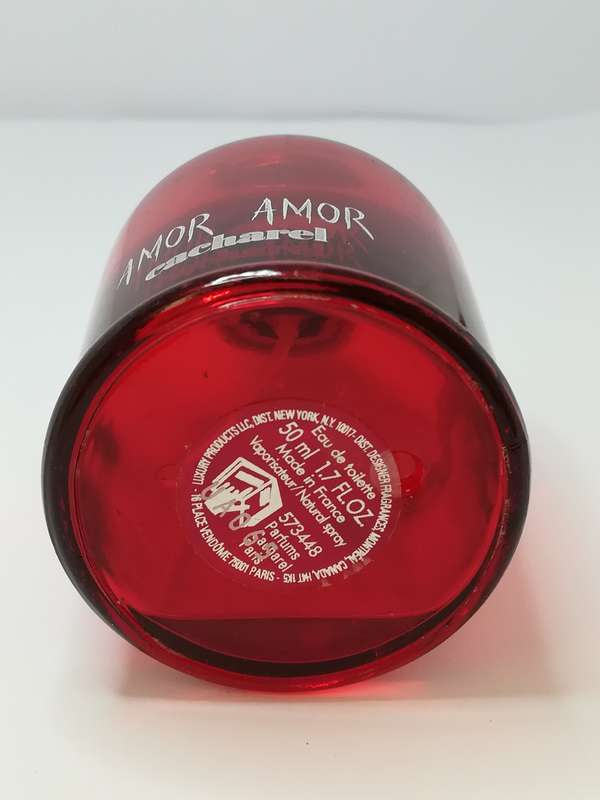 AMOR AMOR
cacharel
LUXURY PRODUCTS LLC, DIST. NEW YORK, N.Y. 10017 - DIST. DESIGNER FRAGRANCES, MONTRÉAL, CANADA, H4T 1K5
16 PLACE VENDÔME 75001 PARIS -
Eau de toilette
50 ml 1.7 FL.OZ
Made in France
Vaporisateur/Natural spray
573448
Parfums
Cacharel
Paris